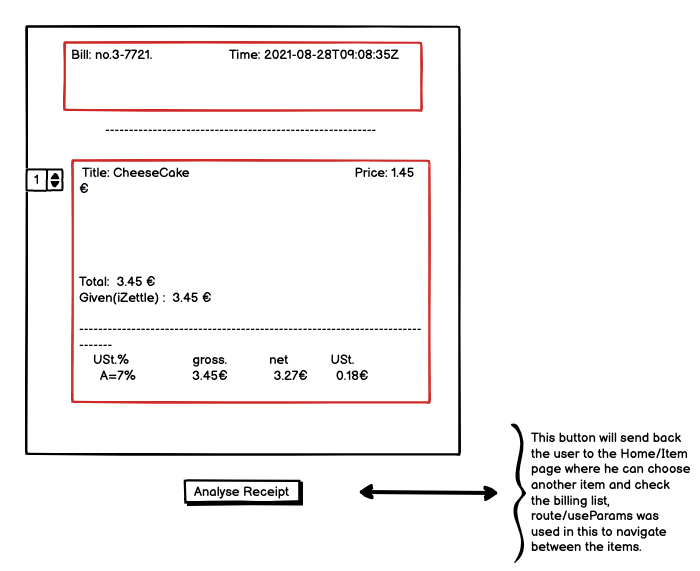 Bill: no.3-7721. Time: 2021-08-28T09:08:35Z
------------------------------------------------------------
1 Title: CheeseCake Price: 1.45
€
Total: 3.45 €
Given(iZettle) : 3.45 €
----------------------------------------------------------------------------
-------
USt.% gross. net USt.
A=7% 3.45€ 3.27€ 0.18€
This button will send back
the user to the Home/Item
page where he can choose
another item and check
the billing list,
route/useParams was
used in this to navigate
between the items.
Analyse Receipt